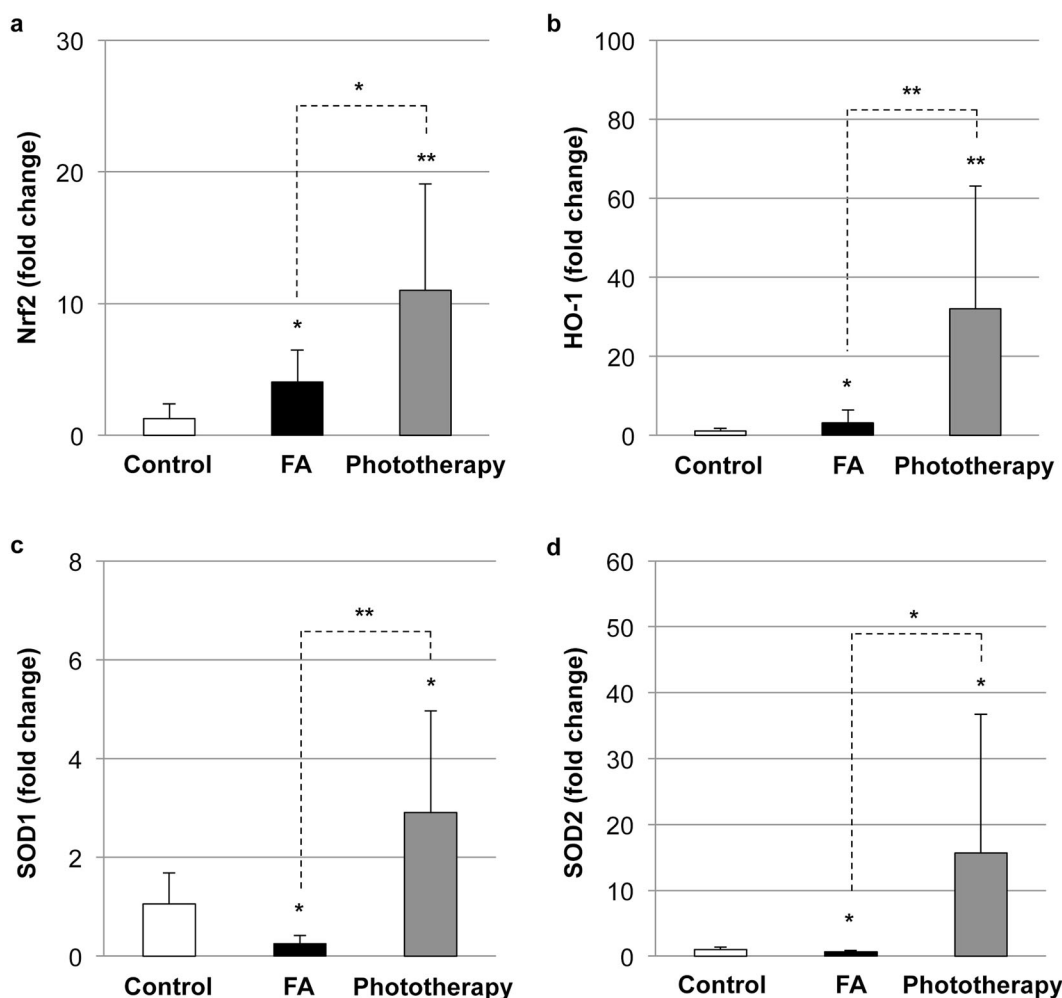 a
Nrf2 (fold change)
30
20
10
0
*
*
**
Control FA Phototherapy
b
HO-1 (fold change)
100
80
60
40
20
0
**
*
**
Control FA Phototherapy
c
SOD1 (fold change)
8
6
4
2
0
**
*
*
Control FA Phototherapy
d
SOD2 (fold change)
60
50
40
30
20
10
0
*
*
*
Control FA Phototherapy